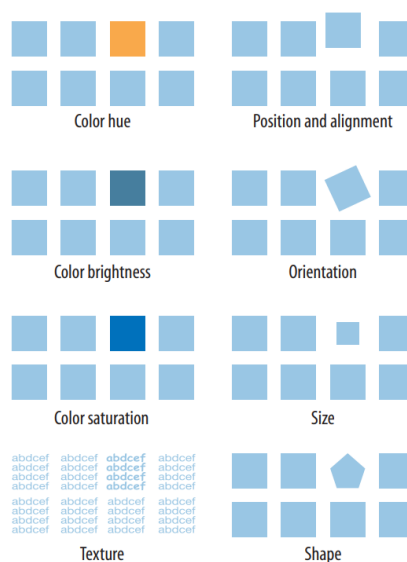 Color hue
Position and alignment
Color brightness
Orientation
Color saturation
Size
abdcef abdcef abdcef abdcef
abdcef abdcef abdcef abdcef
abdcef abdcef abdcef abdcef
abdcef abdcef abdcef abdcef
abdcef abdcef abdcef abdcef
abdcef abdcef abdcef abdcef
abdcef abdcef abdcef abdcef
abdcef abdcef abdcef abdcef
Texture
Shape